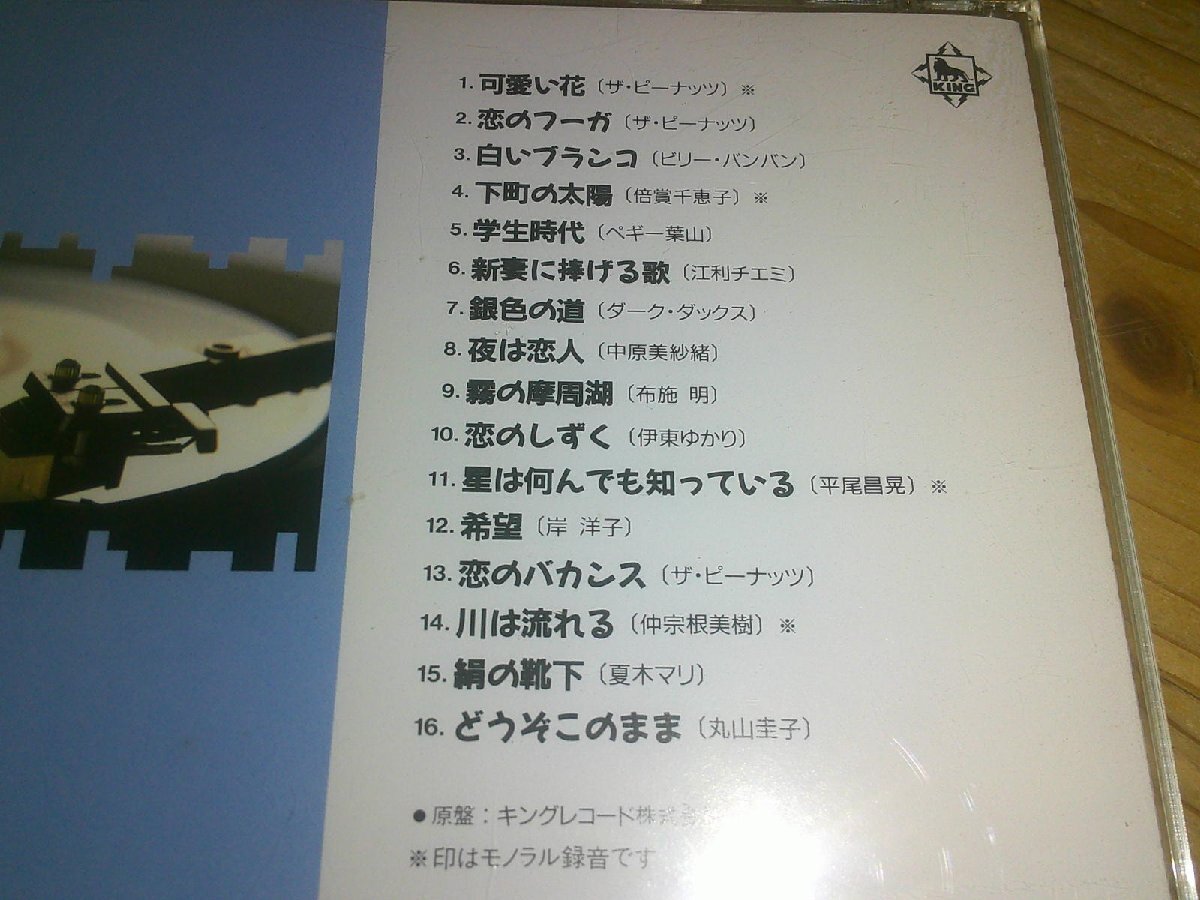 KING
1. 可愛い花〔ザ・ピーナッツ〕※
2. 恋のフーガ〔ザ・ピーナッツ〕
3. 白いブランコ〔ビリー・バンバン〕
4. 下町の太陽〔倍賞千恵子〕※
5. 学生時代〔ペギー葉山〕
6. 新妻に捧げる歌〔江利チエミ〕
7. 銀色の道〔ダーク・ダックス〕
8. 夜は恋人〔中原美紗緒〕
9. 霧の摩周湖〔布施 明〕
10. 恋のしずく〔伊東ゆかり〕
11. 星は何んでも知っている〔平尾昌晃〕※
12. 希望〔岸 洋子〕
13. 恋のバカンス〔ザ・ピーナッツ〕
14. 川は流れる〔仲宗根美樹〕※
15. 絹の靴下〔夏木マリ〕
16. どうぞこのまま〔丸山圭子〕
●原盤：キングレコード株式会
※印はモノラル録音です